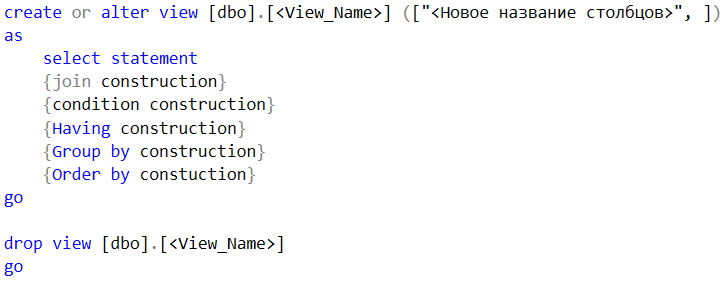 create or alter view [dbo].[<View_Name>] (["<Новое название столбцов>", ])
as
select statement
{join construction}
{condition construction}
{Having construction}
{Group by construction}
{Order by constuction}
go
drop view [dbo].[<View_Name>]
go